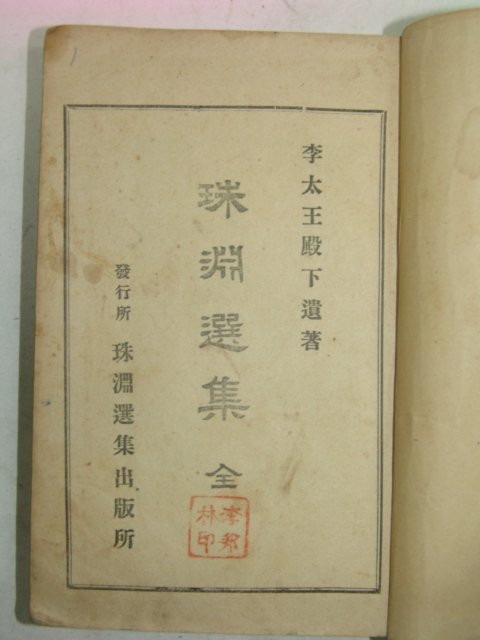 李太王殿下遺著
珠淵選集 全
發行所 珠淵選集出版所